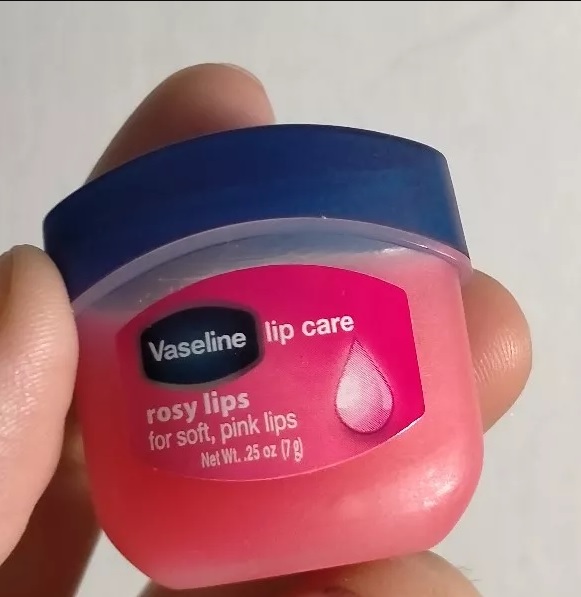 Vaseline lip care
rosy lips
for soft, pink lips
Net Wt. .25 oz (7 g)